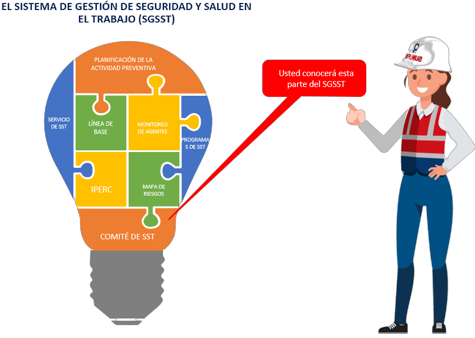 EL SISTEMA DE GESTIÓN DE SEGURIDAD Y SALUD EN
EL TRABAJO (SGSST)
PLANIFICACIÓN DE LA
ACTIVIDAD PREVENTIVA
Usted conocerá esta
parte del SGSST
SERVICIO
DE SST
LÍNEA DE
BASE
MONITOREO
DE AGENTES
PROGRAMA
S DE SST
IPERC
MAPA DE
RIESGOS
COMITÉ DE SST